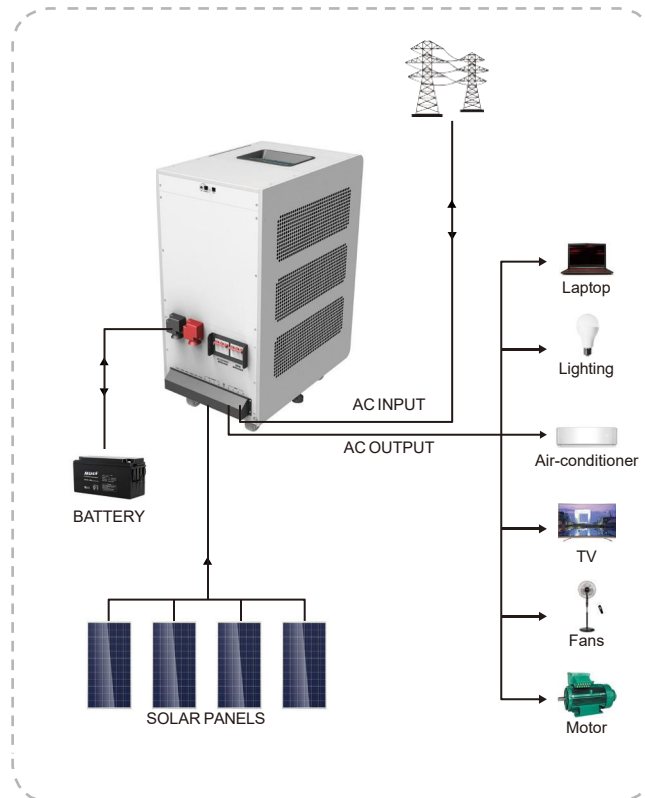 Laptop
Lighting
AC INPUT
AC OUTPUT
Air-conditioner
BATTERY
TV
Fans
SOLAR PANELS
Motor